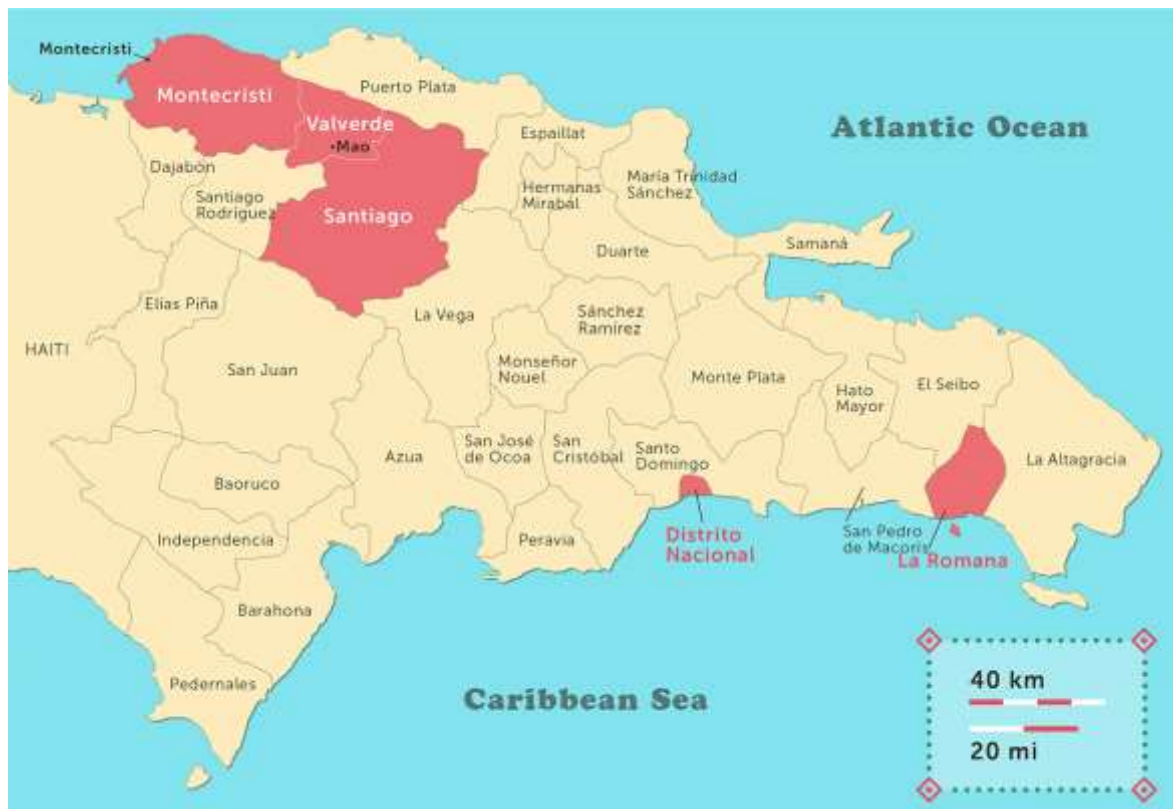 Montecristi
Montecristi
Puerto Plata
Valverde
Mao
Espaillat
Atlantic Ocean
Dajabón
Santiago
Rodríguez
Santiago
Hermanas
Mirabal
María Trinidad
Sánchez
Duarte
Samaná
Elías Piña
La Vega
Sánchez
Ramírez
HAITI
San Juan
Monseñor
Nouel
Monte Plata
Hato
Mayor
El Seibo
Azua
San José
de Ocoa
San
Cristóbal
Santo
Domingo
La Altagracia
Baoruco
Independencia
Peravia
Distrito
Nacional
San Pedro
de Macorís
La Romana
Barahona
Pedernales
Caribbean Sea
40 km
20 mi